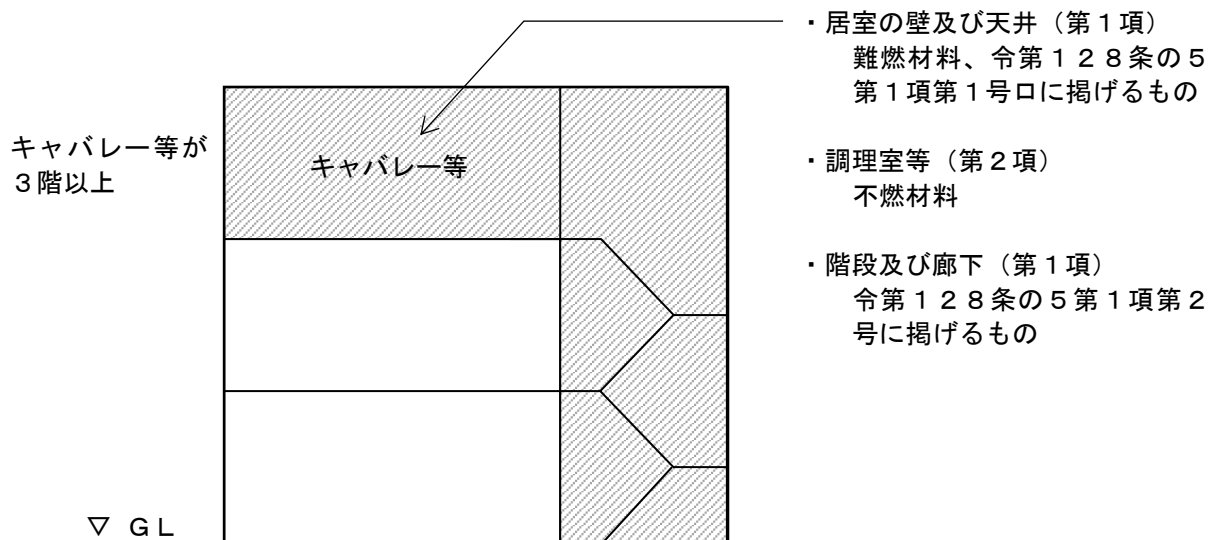 キャバレー等が
３階以上
キャバレー等
▽ ＧＬ
・居室の壁及び天井（第１項）
難燃材料、令第１２８条の５
第１項第１号ロに掲げるもの
・調理室等（第２項）
不燃材料
・階段及び廊下（第１項）
令第１２８条の５第１項第２
号に掲げるもの